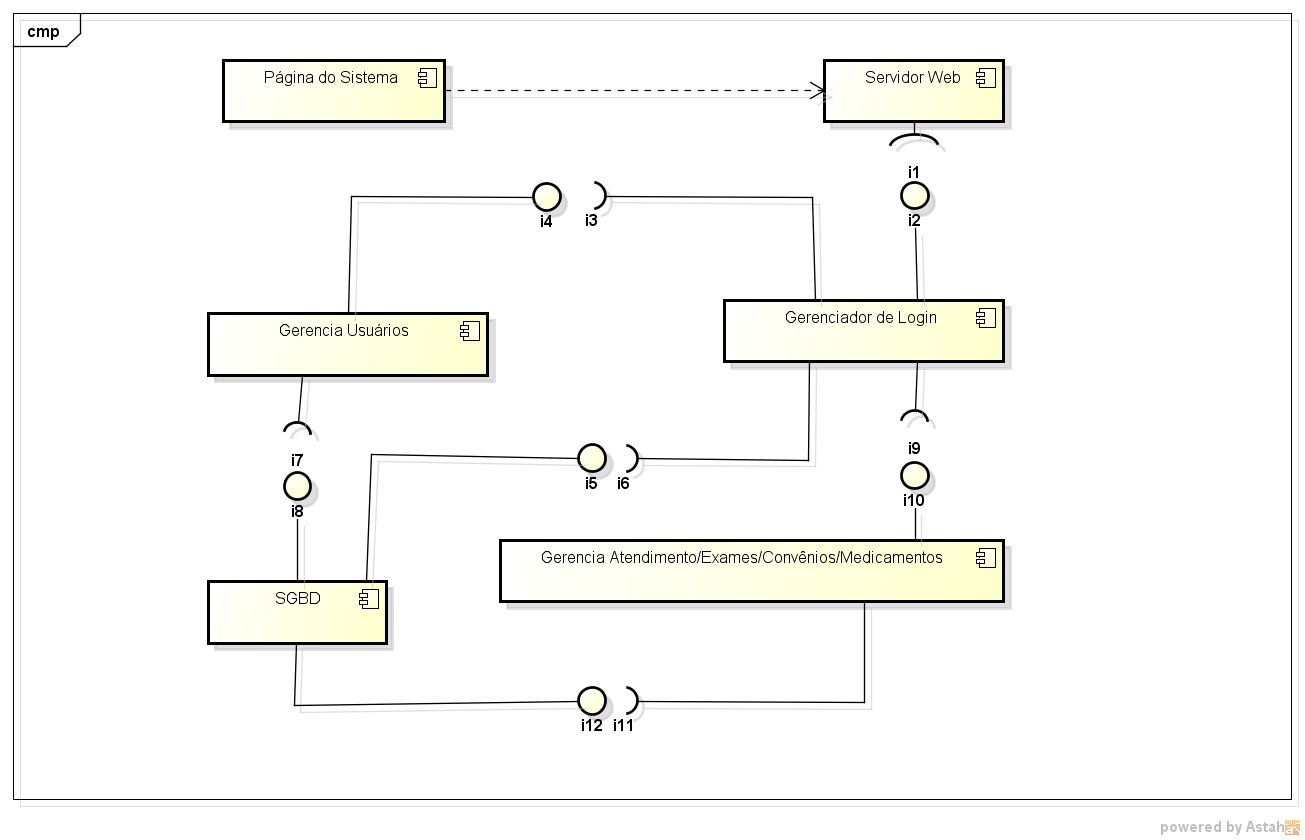 cmp
Página do Sistema
Servidor Web
i1
i2
i4
i3
Gerencia Usuários
Gerenciador de Login
i7
i8
i5
i6
i9
i10
Gerencia Atendimento/Exames/Convênios/Medicamentos
SGBD
i12
i11
powered by Astah